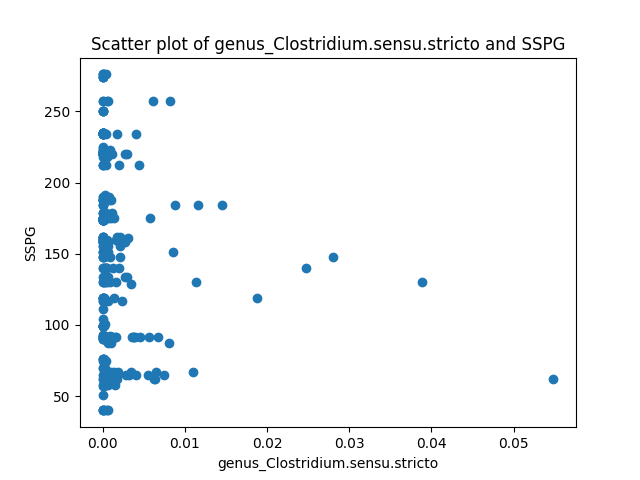 Scatter plot of genus_Clostridium.sensu.stricto and SSPG
250
200
150
100
50
SSPG
0.00 0.01 0.02 0.03 0.04 0.05
genus_Clostridium.sensu.stricto